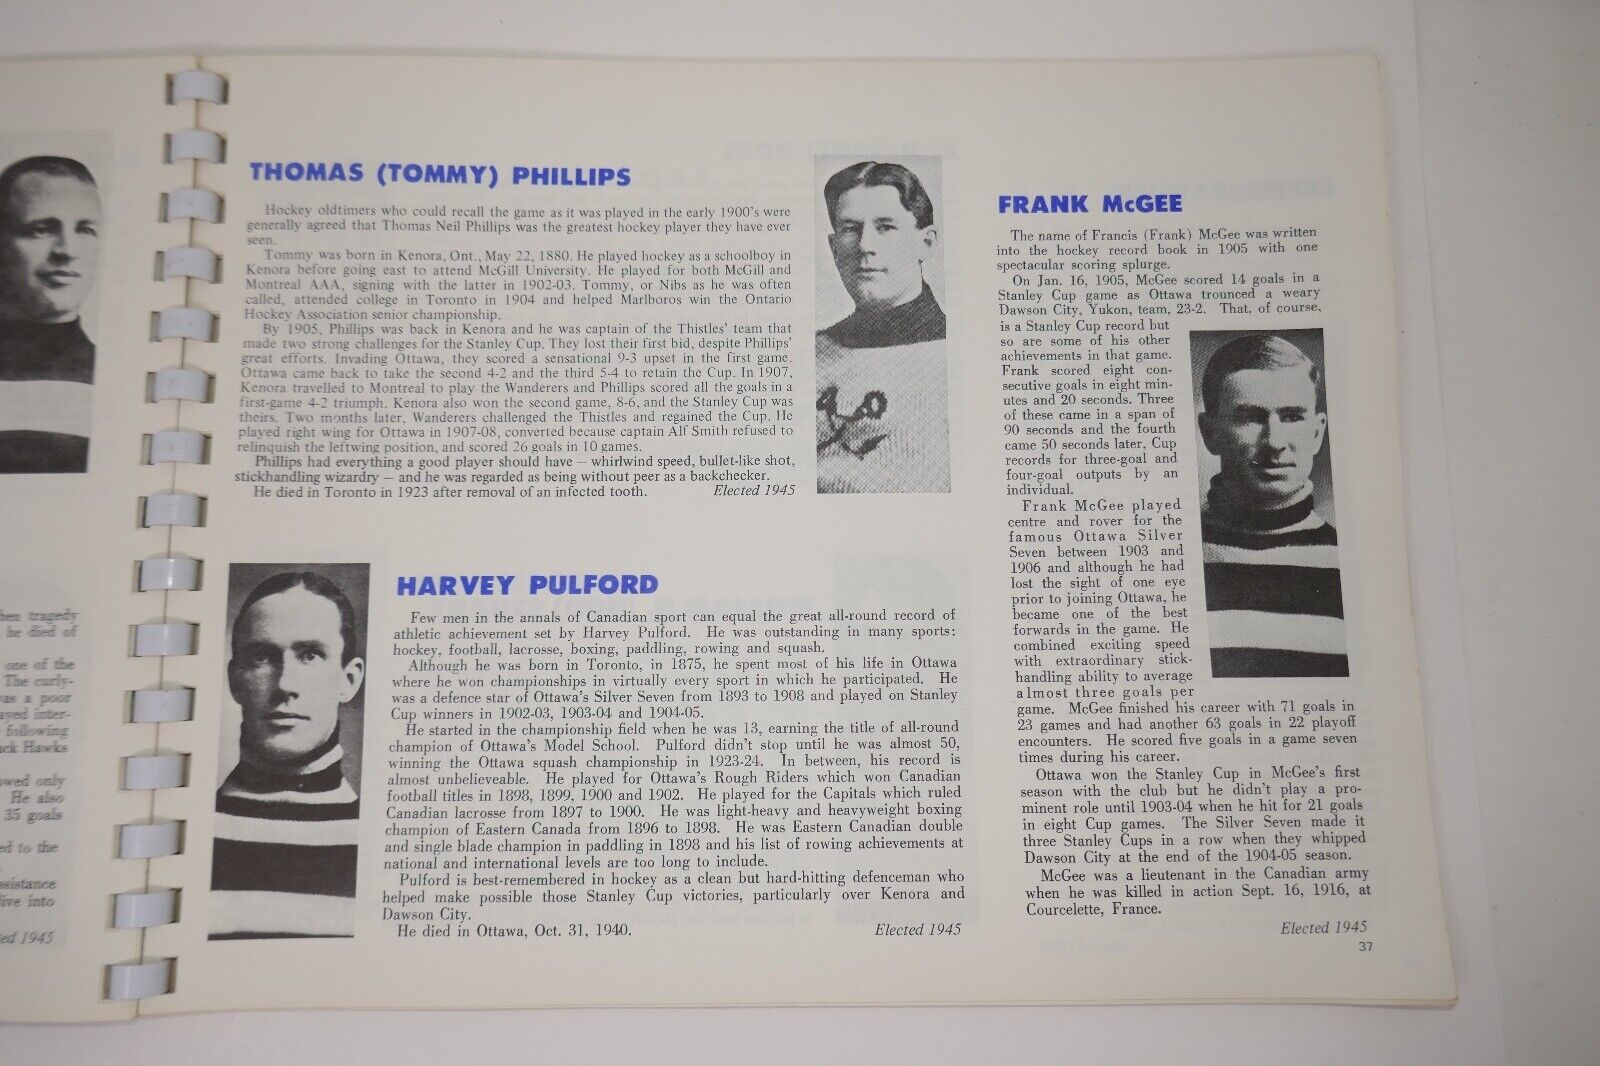 hen tragedy
he died of
one of the
The curly-
as a poor
ayed inter-
following
ack Hawks
owed only
He also
35 goals
ed to the
ssistance
live into
ted 1945
THOMAS (TOMMY) PHILLIPS
Hockey oldtimers who could recall the game as it was played in the early 1900's were
generally agreed that Thomas Neil Phillips was the greatest hockey player they have ever
seen.
Tommy was born in Kenora, Ont., May 22, 1880. He played hockey as a schoolboy in
Kenora before going east to attend McGill University. He played for both McGill and
Montreal AAA, signing with the latter in 1902-03. Tommy, or Nibs as he was often
called, attended college in Toronto in 1904 and helped Marlboros win the Ontario
Hockey Association senior championship.
By 1905, Phillips was back in Kenora and he was captain of the Thistles' team that
made two strong challenges for the Stanley Cup. They lost their first bid, despite Phillips'
great efforts. Invading Ottawa, they scored a sensational 9-3 upset in the first game.
Ottawa came back to take the second 4-2 and the third 5-4 to retain the Cup. In 1907,
Kenora travelled to Montreal to play the Wanderers and Phillips scored all the goals in a
first-game 4-2 triumph. Kenora also won the second game, 8-6, and the Stanley Cup was
theirs. Two months later, Wanderers challenged the Thistles and regained the Cup. He
played right wing for Ottawa in 1907-08, converted because captain Alf Smith refused to
relinquish the leftwing position, and scored 26 goals in 10 games.
Phillips had everything a good player should have — whirlwind speed, bullet-like shot,
stickhandling wizardry — and he was regarded as being without peer as a backchecker.
He died in Toronto in 1923 after removal of an infected tooth. Elected 1945
HARVEY PULFORD
Few men in the annals of Canadian sport can equal the great all-round record of
athletic achievement set by Harvey Pulford. He was outstanding in many sports:
hockey, football, lacrosse, boxing, paddling, rowing and squash.
Although he was born in Toronto, in 1875, he spent most of his life in Ottawa
where he won championships in virtually every sport in which he participated. He
was a defence star of Ottawa's Silver Seven from 1893 to 1908 and played on Stanley
Cup winners in 1902-03, 1903-04 and 1904-05.
He started in the championship field when he was 13, earning the title of all-round
champion of Ottawa's Model School. Pulford didn't stop until he was almost 50,
winning the Ottawa squash championship in 1923-24. In between, his record is
almost unbelieveable. He played for Ottawa's Rough Riders which won Canadian
football titles in 1898, 1899, 1900 and 1902. He played for the Capitals which ruled
Canadian lacrosse from 1897 to 1900. He was light-heavy and heavyweight boxing
champion of Eastern Canada from 1896 to 1898. He was Eastern Canadian double
and single blade champion in paddling in 1898 and his list of rowing achievements at
national and international levels are too long to include.
Pulford is best-remembered in hockey as a clean but hard-hitting defenceman who
helped make possible those Stanley Cup victories, particularly over Kenora and
Dawson City.
He died in Ottawa, Oct. 31, 1940. Elected 1945
FRANK McGEE
The name of Francis (Frank) McGee was written
into the hockey record book in 1905 with one
spectacular scoring splurge.
On Jan. 16, 1905, McGee scored 14 goals in a
Stanley Cup game as Ottawa trounced a weary
Dawson City, Yukon, team, 23-2. That, of course,
is a Stanley Cup record but
so are some of his other
achievements in that game.
Frank scored eight con-
secutive goals in eight min-
utes and 20 seconds. Three
of these came in a span of
90 seconds and the fourth
came 50 seconds later, Cup
records for three-goal and
four-goal outputs by an
individual.
Frank McGee played
centre and rover for the
famous Ottawa Silver
Seven between 1903 and
1906 and although he had
lost the sight of one eye
prior to joining Ottawa, he
became one of the best
forwards in the game. He
combined exciting speed
with extraordinary stick-
handling ability to average
almost three goals per
game. McGee finished his career with 71 goals in
23 games and had another 63 goals in 22 playoff
encounters. He scored five goals in a game seven
times during his career.
Ottawa won the Stanley Cup in McGee's first
season with the club but he didn't play a pro-
minent role until 1903-04 when he hit for 21 goals
in eight Cup games. The Silver Seven made it
three Stanley Cups in a row when they whipped
Dawson City at the end of the 1904-05 season.
McGee was a lieutenant in the Canadian army
when he was killed in action Sept. 16, 1916, at
Courcelette, France.
Elected 1945
37